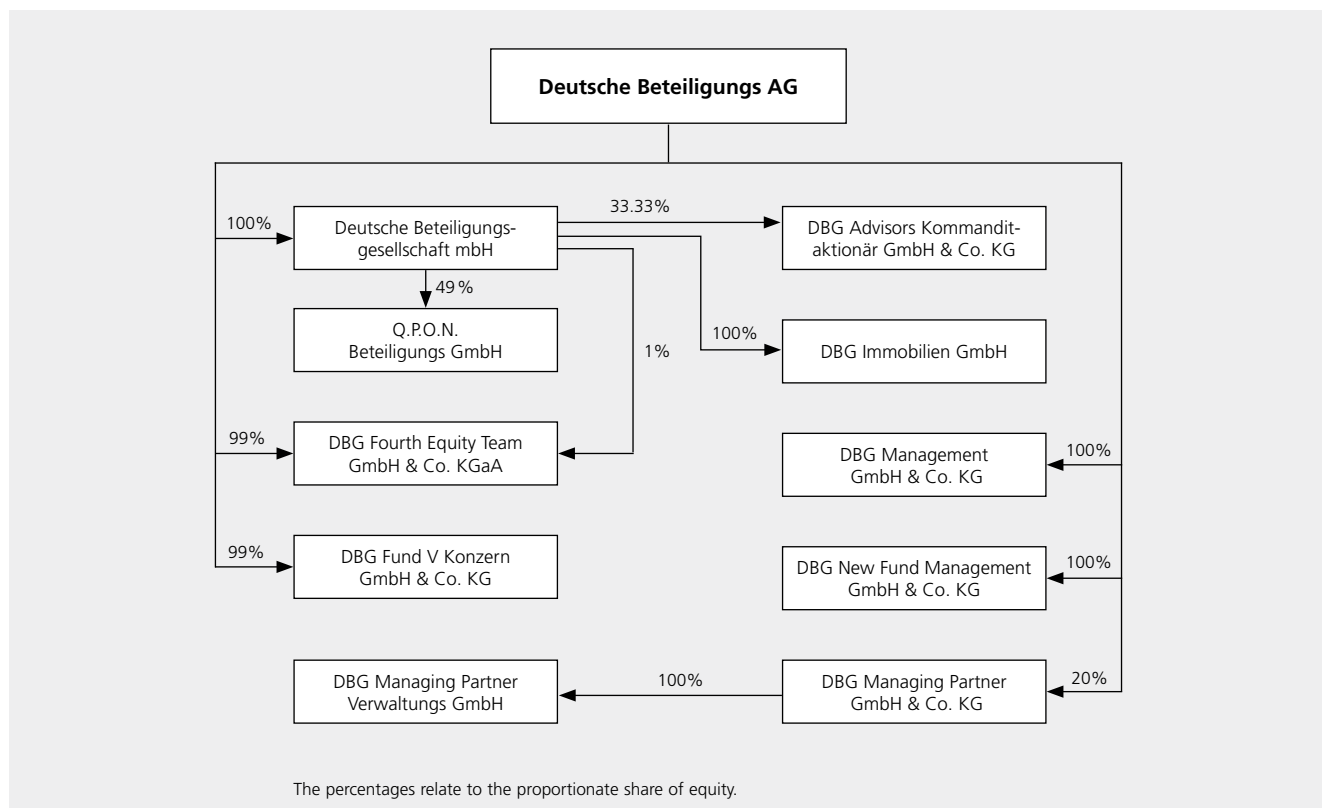 Deutsche Beteiligungs AG
100%
Deutsche Beteiligungs-
gesellschaft mbH
33.33%
DBG Advisors Kommandit-
aktionär GmbH & Co. KG
49 %
Q.P.O.N.
Beteiligungs GmbH
1%
100%
DBG Immobilien GmbH
99%
DBG Fourth Equity Team
GmbH & Co. KGaA
DBG Management
GmbH & Co. KG
100%
99%
DBG Fund V Konzern
GmbH & Co. KG
DBG New Fund Management
GmbH & Co. KG
100%
DBG Managing Partner
Verwaltungs GmbH
100%
DBG Managing Partner
GmbH & Co. KG
20%
The percentages relate to the proportionate share of equity.